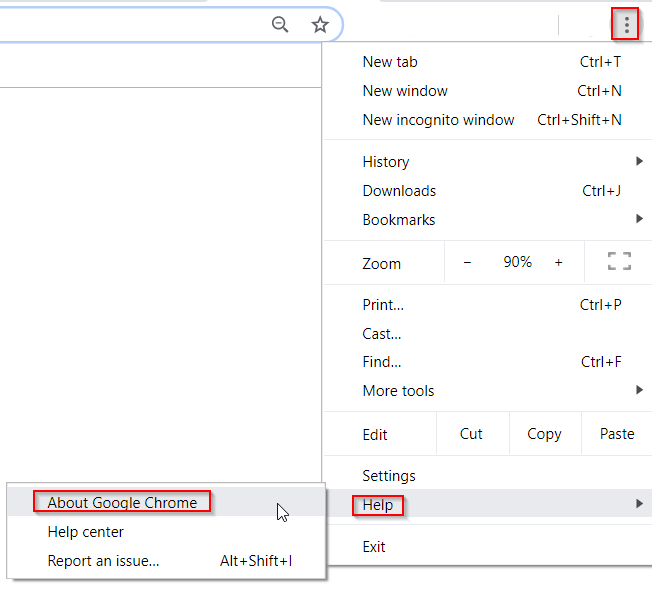 New tab Ctrl+T
New window Ctrl+N
New incognito window Ctrl+Shift+N
History
Downloads Ctrl+J
Bookmarks
Zoom - 90% +
Print... Ctrl+P
Cast...
Find... Ctrl+F
More tools
Edit Cut Copy Paste
Settings
Help
Exit
About Google Chrome
Help center
Report an issue... Alt+Shift+I